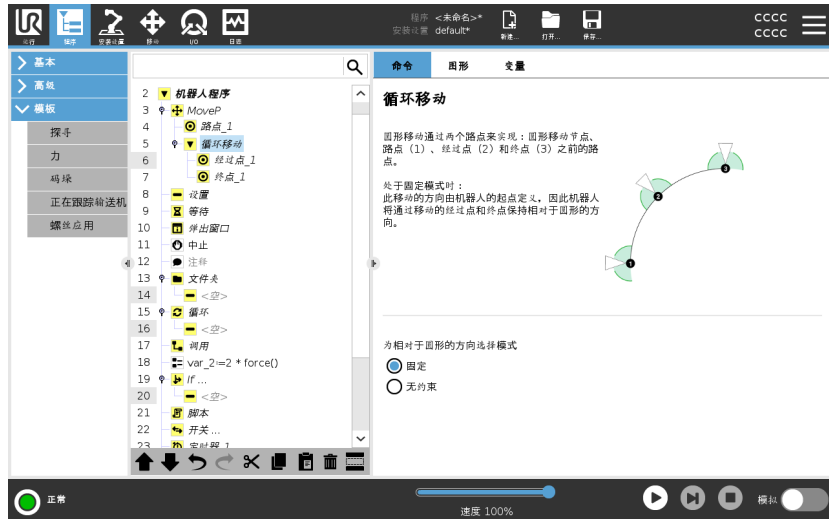 运行 程序 安装设置 移动 I/O 日志
程序 <未命名>*
安装设置 default*
新建... 打开... 保存...
CCCC
CCCC
基本
高级
模板
探寻
力
码垛
正在跟踪输送机
螺丝应用
2 机器人程序
3 MoveP
4 路点_1
5 循环移动
6 经过点_1
7 终点_1
8 设置
9 等待
10 弹出窗口
11 中止
12 注释
13 文件夹
14 <空>
15 循环
16 <空>
17 调用
18 var_2≔2 * force()
19 If ...
20 <空>
21 脚本
22 开关 ...
23 定时器_1
命令 图形 变量
循环移动
圆形移动通过两个路点来实现：圆形移动节点、
路点（1）、经过点（2）和终点（3）之前的路
点。
处于固定模式时：
此移动的方向由机器人的起点定义，因此机器人
将通过移动的经过点和终点保持相对于圆形的方
向。
1
2
3
为相对于圆形的方向选择模式
固定
无约束
正常
速度 100%
模拟